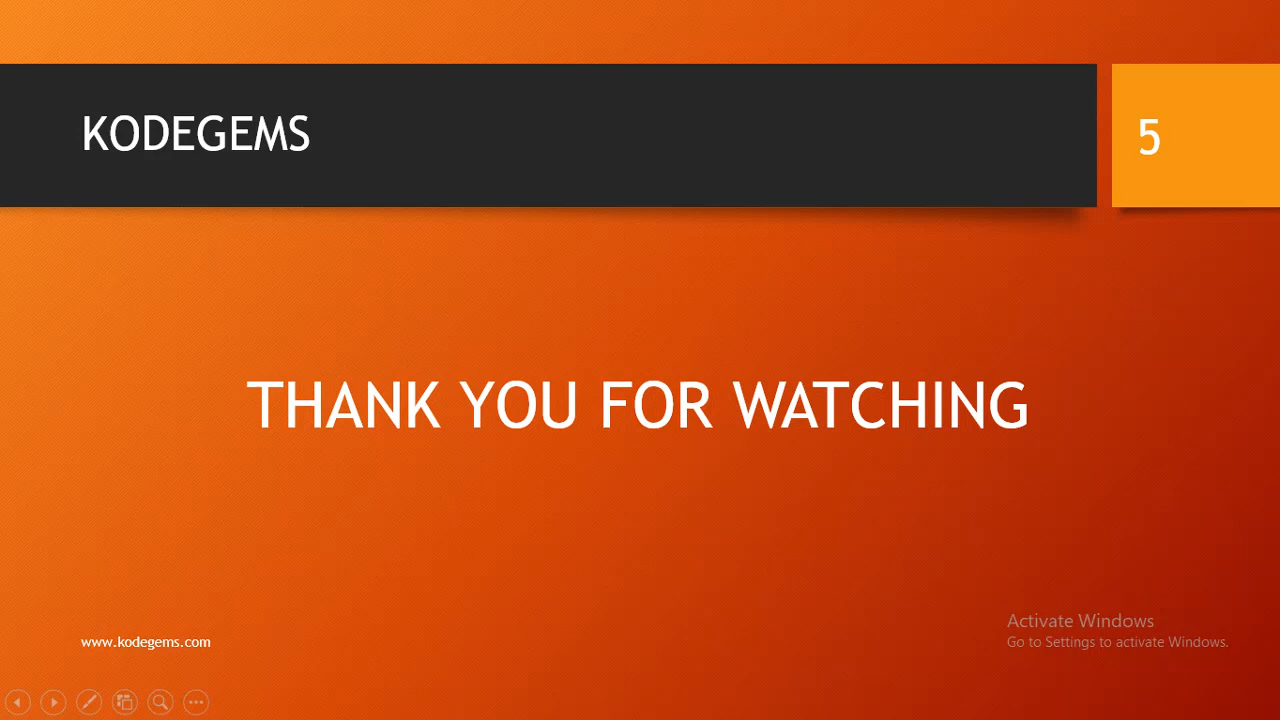 KODEGEMS
5
THANK YOU FOR WATCHING
Activate Windows
Go to Settings to activate Windows.
www.kodegems.com